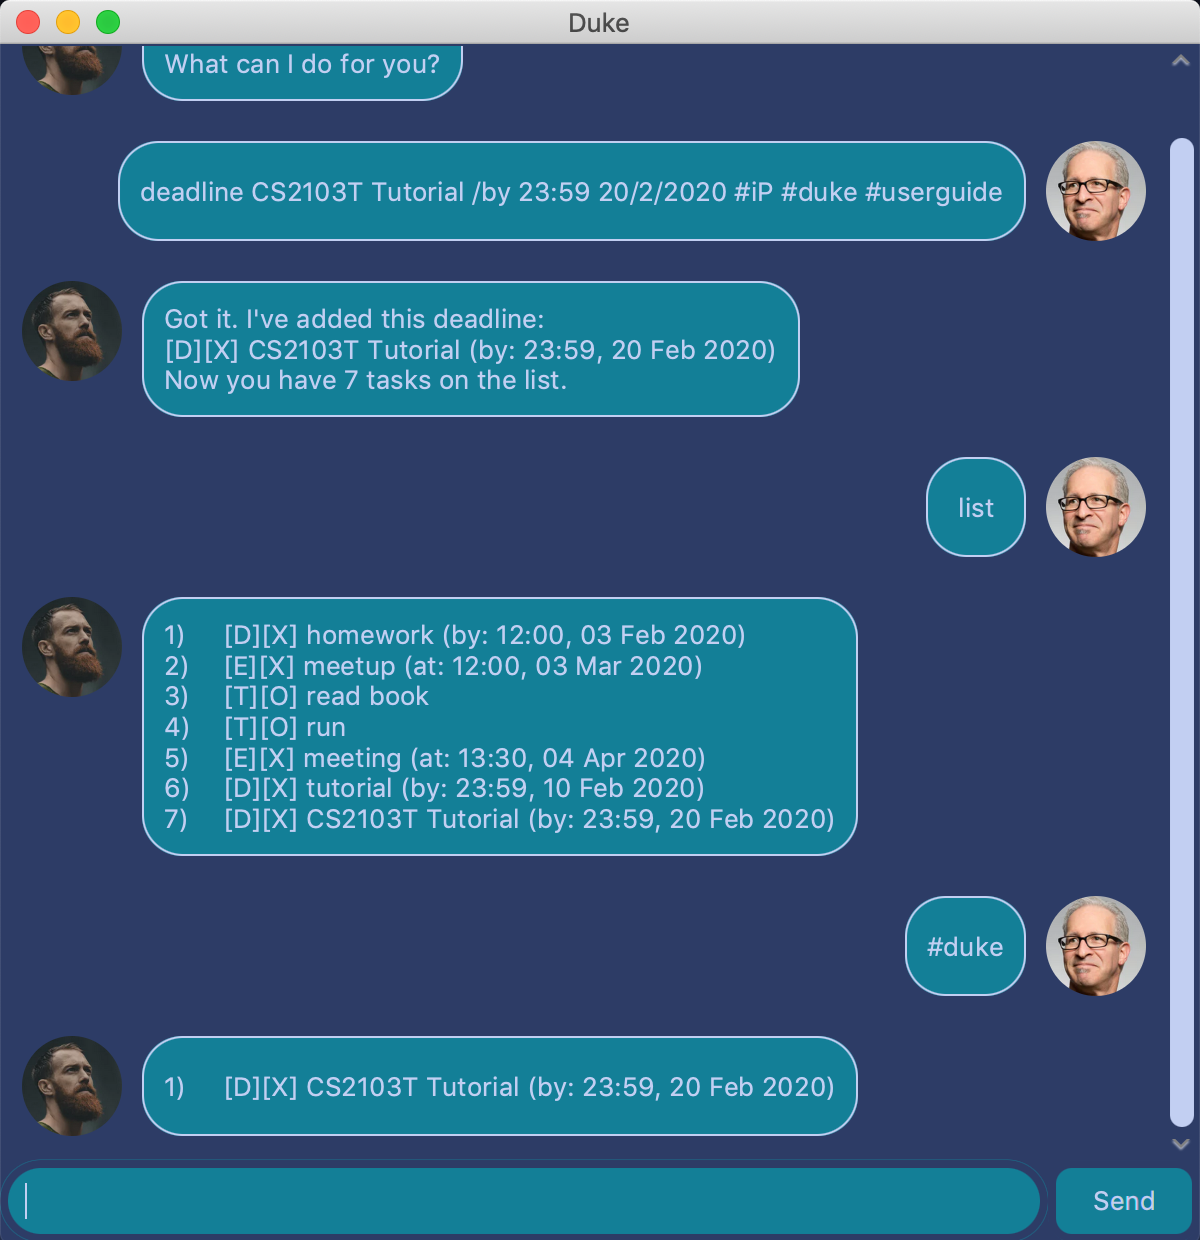 Duke
What can I do for you?
deadline CS2103T Tutorial /by 23:59 20/2/2020 #iP #duke #userguide
Got it. I've added this deadline:
[D][X] CS2103T Tutorial (by: 23:59, 20 Feb 2020)
Now you have 7 tasks on the list.
list
1) [D][X] homework (by: 12:00, 03 Feb 2020)
2) [E][X] meetup (at: 12:00, 03 Mar 2020)
3) [T][O] read book
4) [T][O] run
5) [E][X] meeting (at: 13:30, 04 Apr 2020)
6) [D][X] tutorial (by: 23:59, 10 Feb 2020)
7) [D][X] CS2103T Tutorial (by: 23:59, 20 Feb 2020)
#duke
1) [D][X] CS2103T Tutorial (by: 23:59, 20 Feb 2020)
Send